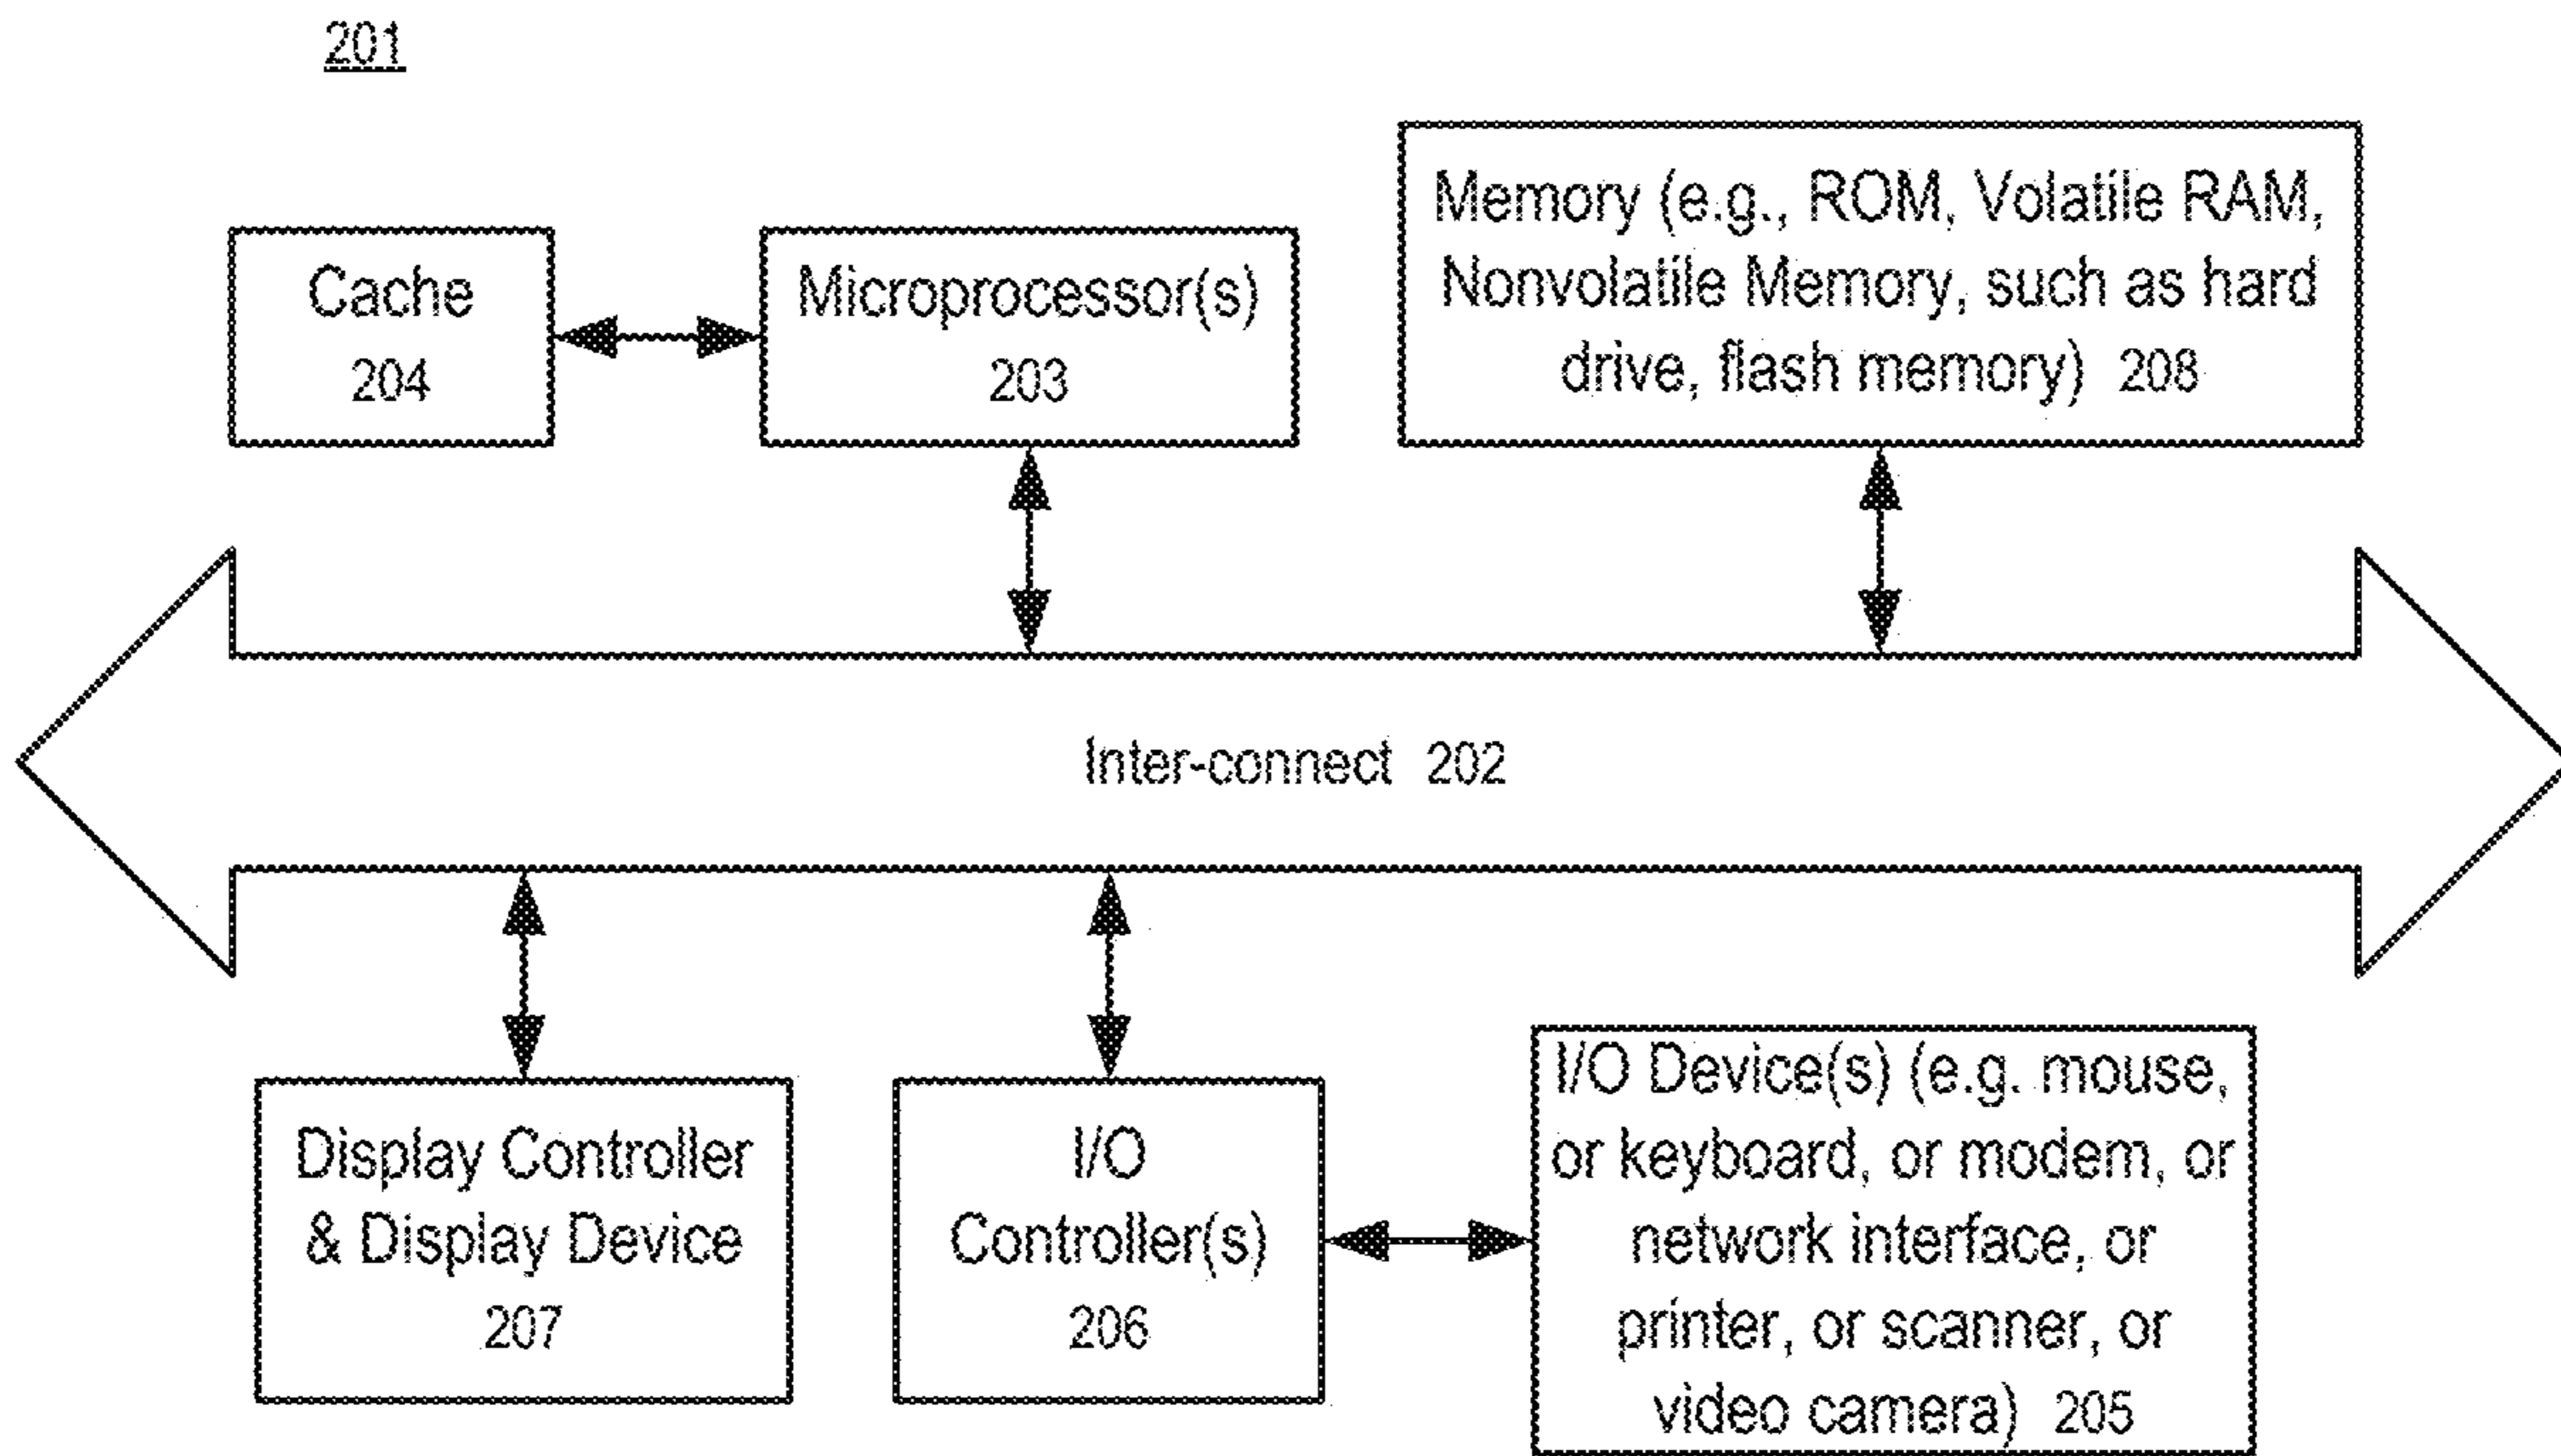 201
Cache
204
Microprocessor(s)
203
Memory (e.g., ROM, Volatile RAM,
Nonvolatile Memory, such as hard
drive, flash memory) 208
Inter-connect 202
Display Controller
& Display Device
207
I/O
Controller(s)
206
I/O Device(s) (e.g. mouse,
or keyboard, or modem, or
network interface, or
printer, or scanner, or
video camera) 205